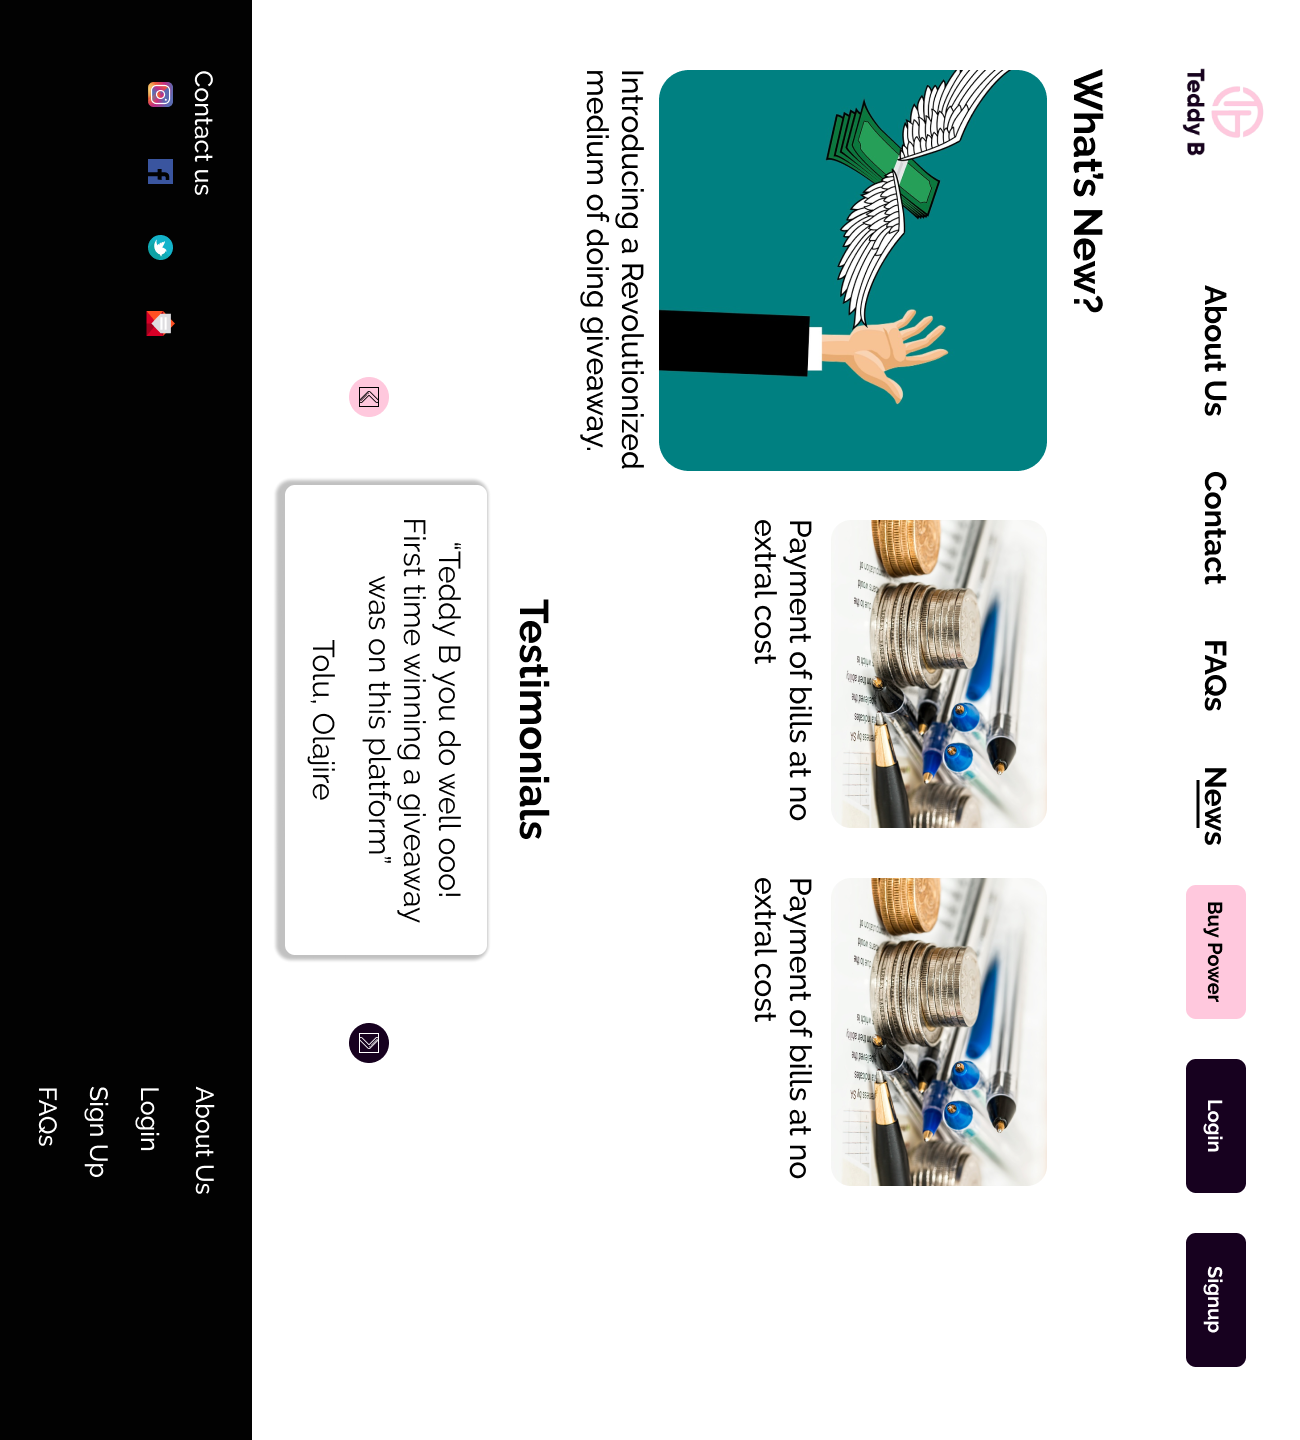 Teddy B
About Us
Contact
FAQs
News
Buy Power
Login
Signup
What's New?
Introducing a Revolutionized
medium of doing giveaway.
Payment of bills at no
extral cost
Payment of bills at no
extral cost
Testimonials
“Teddy B you do well ooo!
First time winning a giveaway
was on this platform”
Tolu, Olajire
Contact us
About Us
Login
Sign Up
FAQs